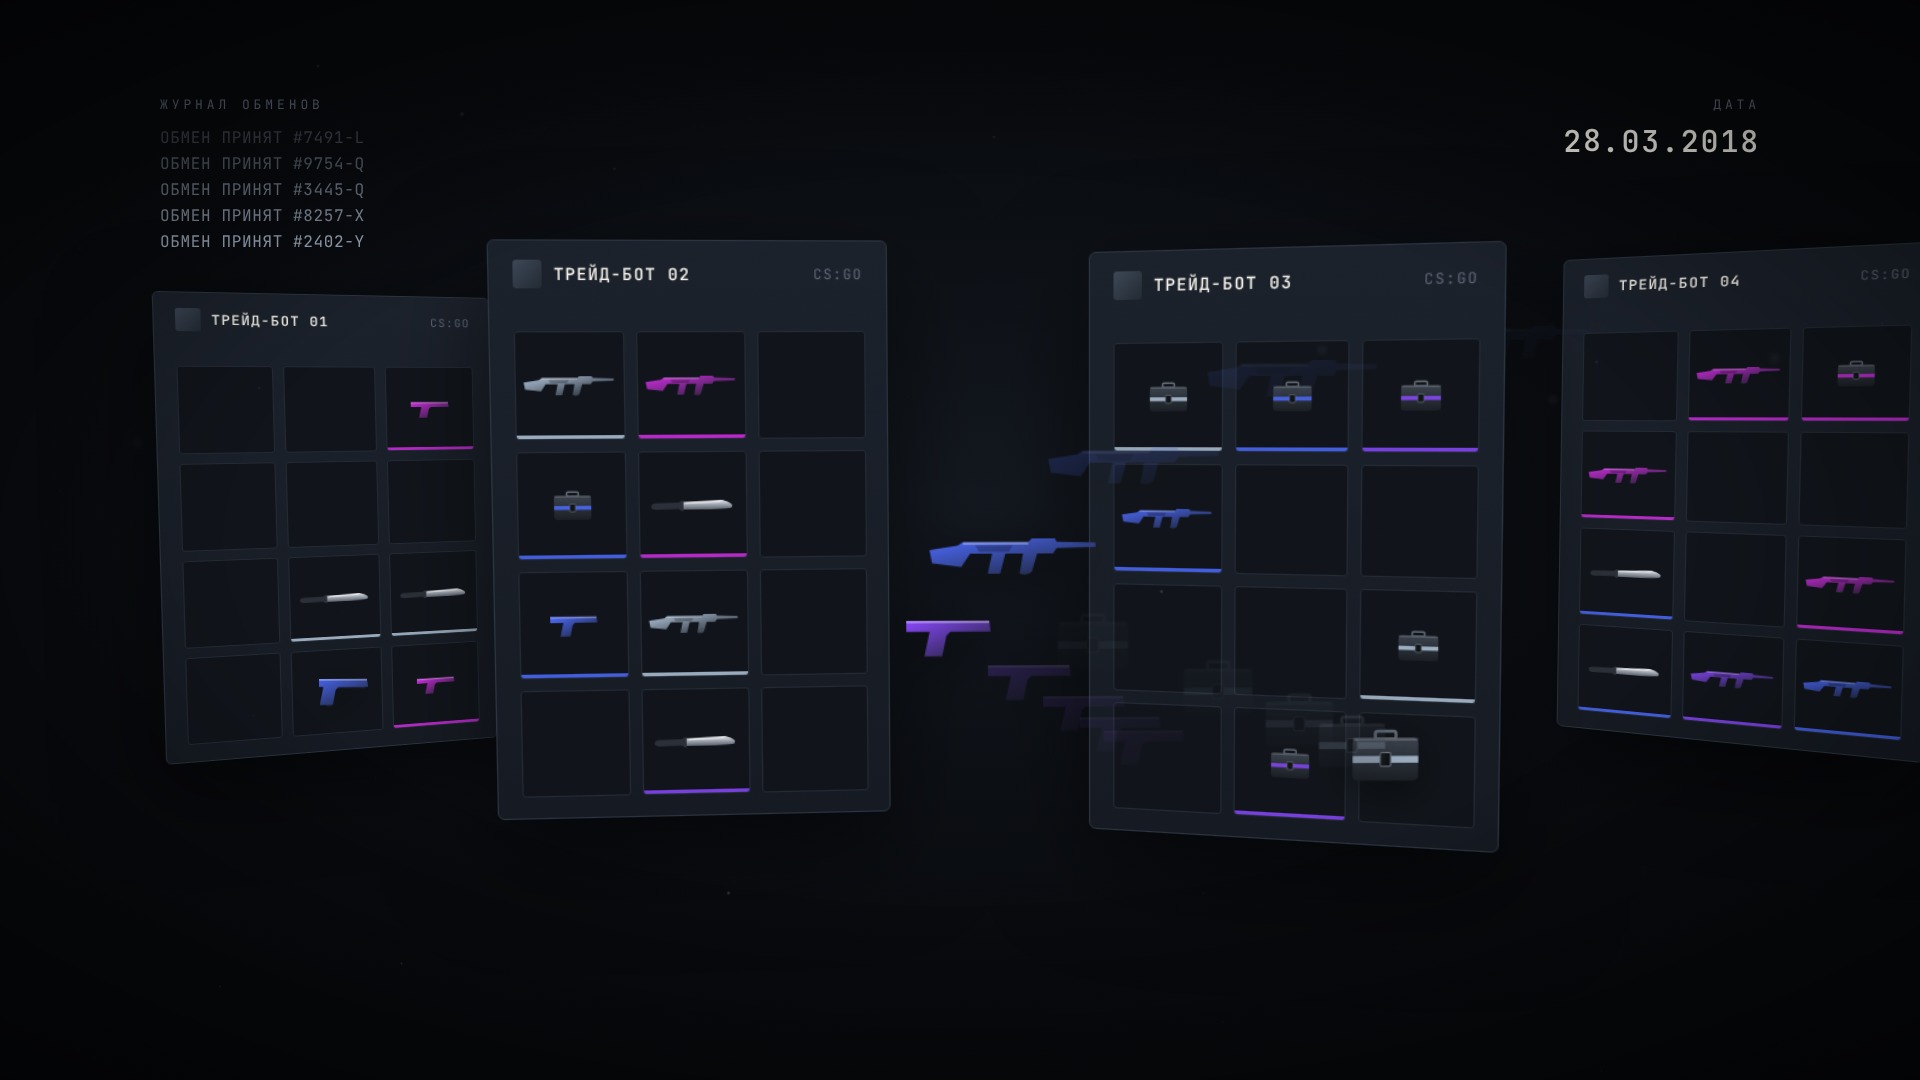 ЖУРНАЛ ОБМЕНОВ
ОБМЕН ПРИНЯТ #7491-L
ОБМЕН ПРИНЯТ #9754-Q
ОБМЕН ПРИНЯТ #3445-Q
ОБМЕН ПРИНЯТ #8257-X
ОБМЕН ПРИНЯТ #2402-Y
ДАТА
28.03.2018
ТРЕЙД-БОТ 01 CS:GO
ТРЕЙД-БОТ 02 CS:GO
ТРЕЙД-БОТ 03 CS:GO
ТРЕЙД-БОТ 04 CS:GO